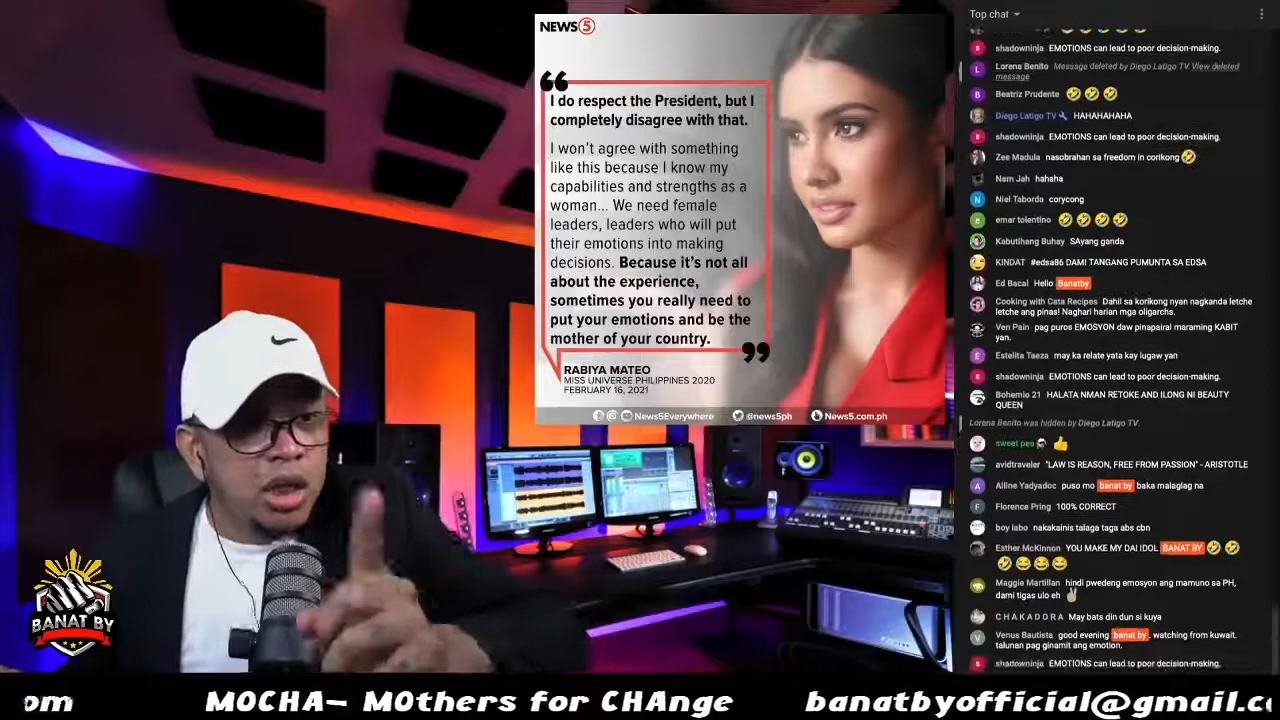 NEWS5
I do respect the President, but I
completely disagree with that.
I won't agree with something
like this because I know my
capabilities and strengths as a
woman... We need female
leaders, leaders who will put
their emotions into making
decisions. Because it's not all
about the experience,
sometimes you really need to
put your emotions and be the
mother of your country.
RABIYA MATEO
MISS UNIVERSE PHILIPPINES 2020
FEBRUARY 16, 2021
News5Everywhere @news5ph News5.com.ph
Top chat
shadowninja EMOTIONS can lead to poor decision-making.
Lorena Benito Message deleted by Diego Latigo TV. View deleted
message
Beatriz Prudente
Diego Latigo TV HAHAHAHAHA
shadowninja EMOTIONS can lead to poor decision-making.
Zee Madula nasobrahan sa freedom in corikong
Nam Jah hahaha
Niel Taborda corycong
emar tolentino
Kabutihang Buhay SAyang ganda
KINDAT #edsa86 DAMI TANGANG PUMUNTA SA EDSA
Ed Bacal Hello Banatby
Cooking with Cata Recipes Dahil sa korikong nyan nagkanda letche
letche ang pinas! Naghari harian mga oligarchs.
Ven Pain pag puros EMOSYON daw pinapairal maraming KABIT
yan.
Estelita Taeza may ka relate yata kay lugaw yan
shadowninja EMOTIONS can lead to poor decision-making.
Bohemio 21 HALATA NMAN RETOKE AND ILONG NI BEAUTY
QUEEN
Lorena Benito was hidden by Diego Latigo TV.
sweet pea
avidtraveler "LAW IS REASON, FREE FROM PASSION" - ARISTOTLE
Alline Yadyadoc puso mo banat by baka malaglag na
Florence Pring 100% CORRECT
boy labo nakakainis talaga taga abs cbn
Esther McKinnon YOU MAKE MY DAI IDOL BANAT BY
Maggie Martillan hindi pwedeng emosyon ang mamuno sa PH,
dami tigas ulo eh
C H A K A D O R A May bats din dun si kuya
Venus Bautista good evening banat by. watching from kuwait.
talunan pag ginamit ang emotion.
shadowninja EMOTIONS can lead to poor decision-making.
BANAT BY
om MOCHA- MOthers for CHAnge banatbyofficial@gmail.c